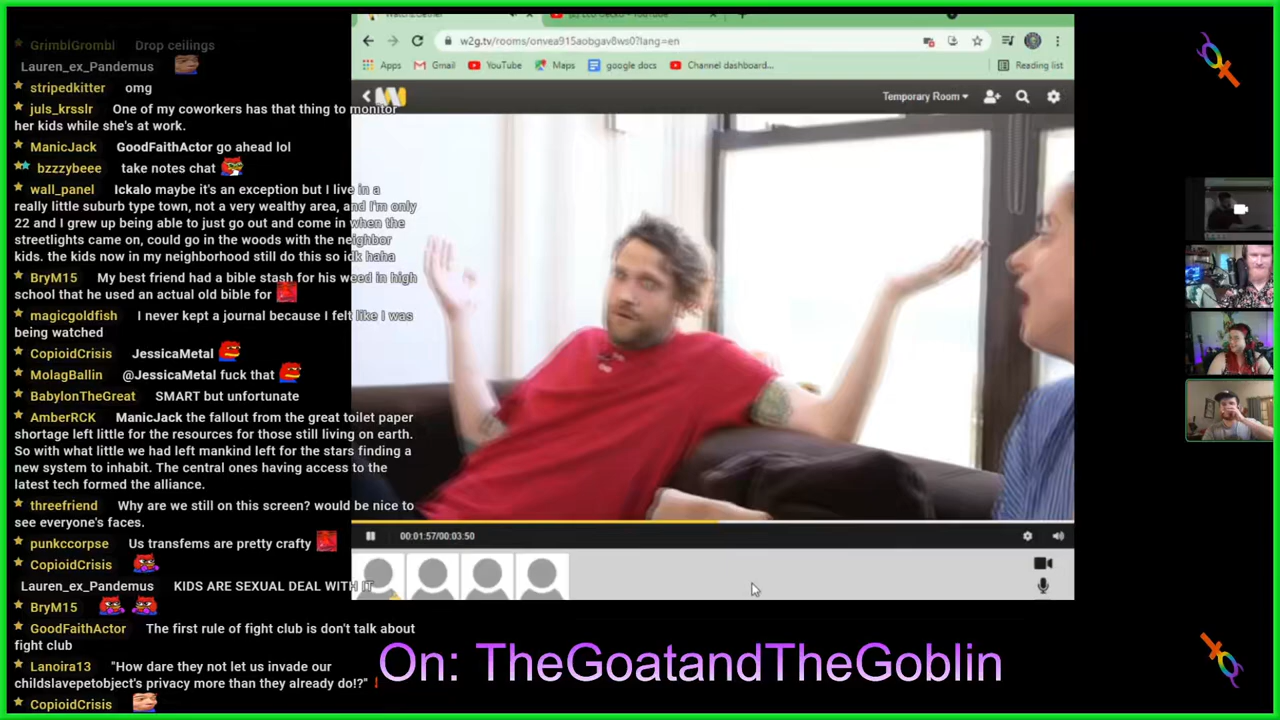 GrimblGrombl Drop ceilings
Lauren_ex_Pandemus
stripedkitter omg
juls_krsslr One of my coworkers has that thing to monitor
her kids while she's at work.
ManicJack GoodFaithActor go ahead lol
bzzzybeee take notes chat
wall_panel Ickalo maybe it's an exception but I live in a
really little suburb type town, not a very wealthy area, and I'm only
22 and I grew up being able to just go out and come in when the
streetlights came on, could go in the woods with the neighbor
kids. the kids now in my neighborhood still do this so idk haha
BryM15 My best friend had a bible stash for his weed in high
school that he used an actual old bible for
magicgoldfish I never kept a journal because I felt like I was
being watched
CopioidCrisis JessicaMetal
MolagBallin @JessicaMetal fuck that
BabylonTheGreat SMART but unfortunate
AmberRCK ManicJack the fallout from the great toilet paper
shortage left little for the resources for those still living on earth.
So with what little we had left mankind left for the stars finding a
new system to inhabit. The central ones having access to the
latest tech formed the alliance.
threefriend Why are we still on this screen? would be nice to
see everyone's faces.
punkccorpse Us transfems are pretty crafty
CopioidCrisis
Lauren_ex_Pandemus KIDS ARE SEXUAL DEAL WITH IT
BryM15
GoodFaithActor The first rule of fight club is don't talk about
fight club
Lanoira13 "How dare they not let us invade our
childslavepetobject's privacy more than they already do!?"
CopioidCrisis
w2g.tv/rooms/onvea915aobgav8ws0?lang=en
Apps Gmail YouTube Maps google docs Channel dashboard... Reading list
Temporary Room
00:01:57/00:03:50
On: TheGoatandTheGoblin